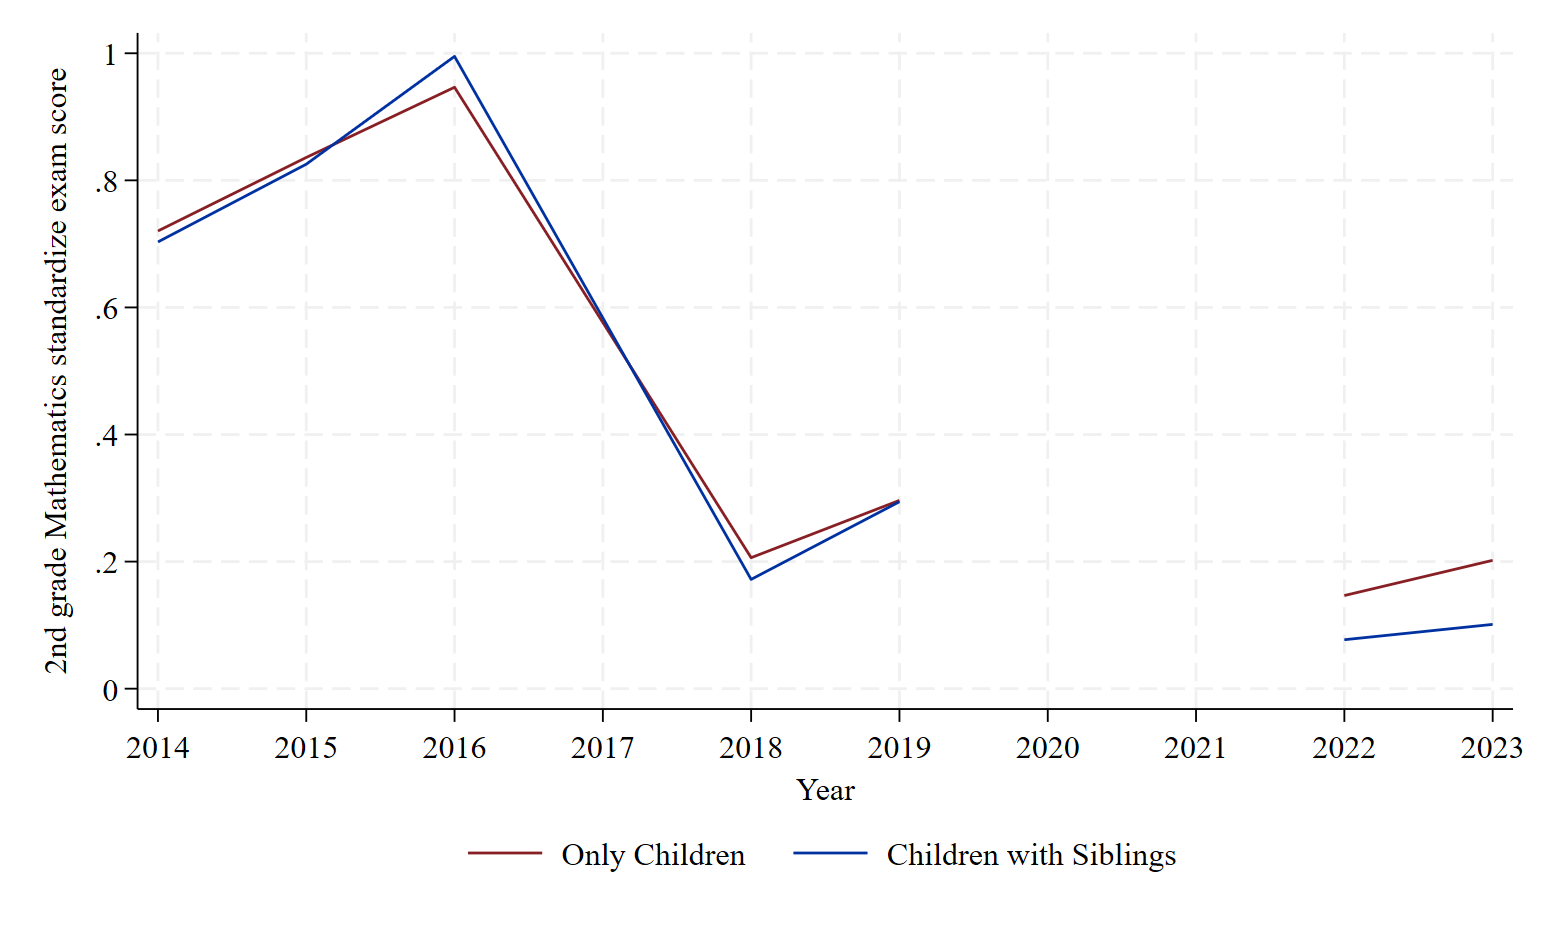 2nd grade Mathematics standardize exam score
1
.8
.6
.4
.2
0
2014 2015 2016 2017 2018 2019 2020 2021 2022 2023
Year
Only Children Children with Siblings